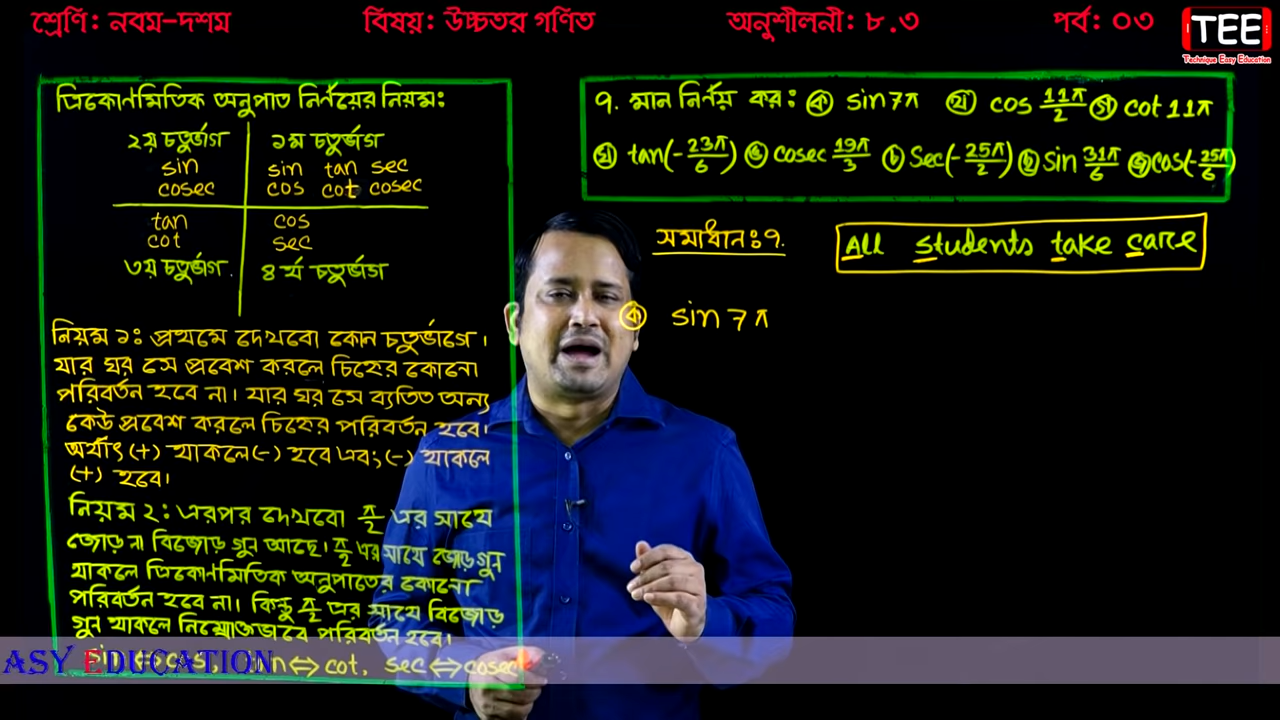 শ্রেণি: নবম-দশম বিষয়: উচ্চতর গণিত অনুশীলনী: ৮.৩ পর্ব: ০৩
TEE
Technique Easy Education
ত্রিকোণমিতিক অনুপাত নির্ণয়ের নিয়ম:
২য় চতুর্ভাগ ১ম চতুর্ভাগ
sin sin tan sec
cosec cos cot cosec
tan cos
cot sec
৩য় চতুর্ভাগ. ৪র্থ চতুর্ভাগ
নিয়ম ১: প্রথমে দেখবো কোন চতুর্ভাগে।
যার ঘর সে প্রবেশ করলে চিহ্নের কোনো
পরিবর্তন হবে না। যার ঘর সে ব্যতিত অন্য
কেউ প্রবেশ করলে চিহ্নের পরিবর্তন হবে।
অর্থাৎ (+) থাকলে (-) হবে এবং (-) থাকলে
(+) হবে।
নিয়ম ২: এরপর দেখবো π/2 এর সাথে
জোড় না বিজোড় গুন আছে। π/2 এর সাথে জোড় গুন
থাকলে ত্রিকোণমিতিক অনুপাতের কোনো
পরিবর্তন হবে না। কিন্তু π/2 এর সাথে বিজোড়
গুন থাকলে নিম্নোক্তভাবে পরিবর্তন হবে।
sin ⇔ cos, ⇔ cot, sec ⇔ cosec
ASY EDUCATION
৭. মান নির্ণয় কর: ক sin 7π খ cos 11π/2 গ cot 11π
ঘ tan(-23π/6) ঙ cosec 19π/3 চ sec(-25π/2) ছ sin 31π/6 জ cos(-25π/6)
সমাধান: ৭.
All students take care
ক sin 7π